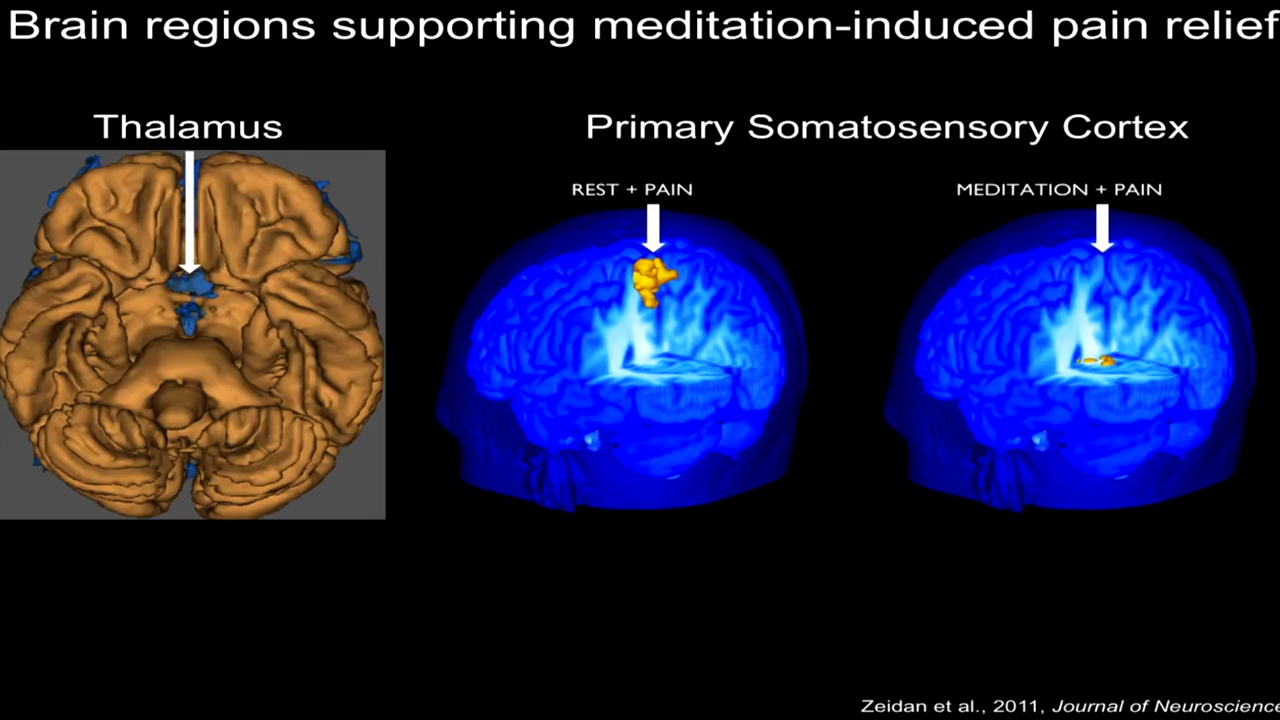 Brain regions supporting meditation-induced pain relief
Thalamus
Primary Somatosensory Cortex
REST + PAIN
MEDITATION + PAIN
Zeidan et al., 2011, Journal of Neuroscience